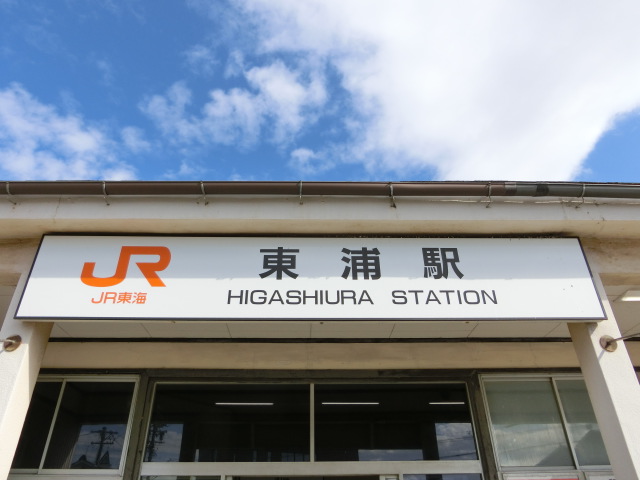 JR
JR東海
東浦駅
HIGASHIURA STATION